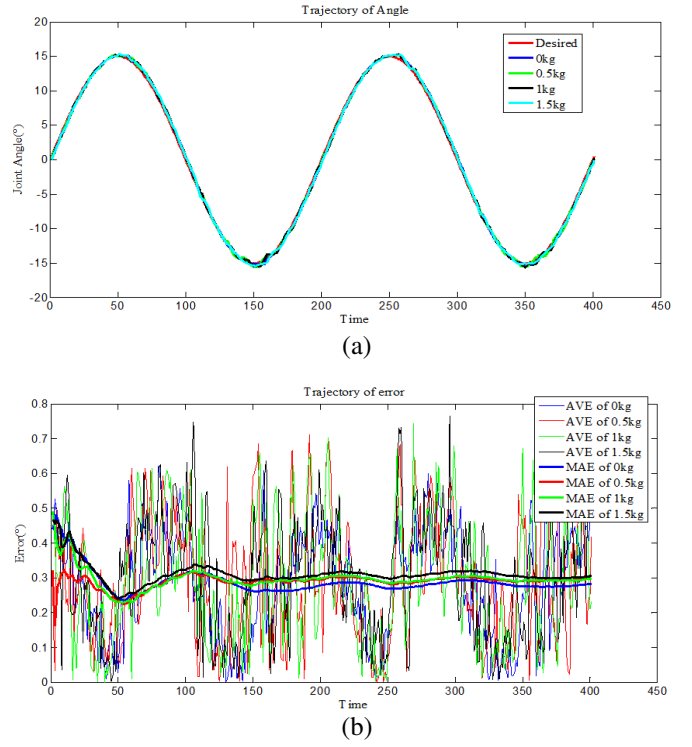 Trajectory of Angle
20
15
10
5
0
-5
-10
-15
-20
Joint Angle(°)
Desired
0kg
0.5kg
1kg
1.5kg
0 50 100 150 200 250 300 350 400 450
Time
(a)
Trajectory of error
0.8
0.7
0.6
0.5
0.4
0.3
0.2
0.1
0
Error(°)
AVE of 0kg
AVE of 0.5kg
AVE of 1kg
AVE of 1.5kg
MAE of 0kg
MAE of 0.5kg
MAE of 1kg
MAE of 1.5kg
0 50 100 150 200 250 300 350 400 450
Time
(b)